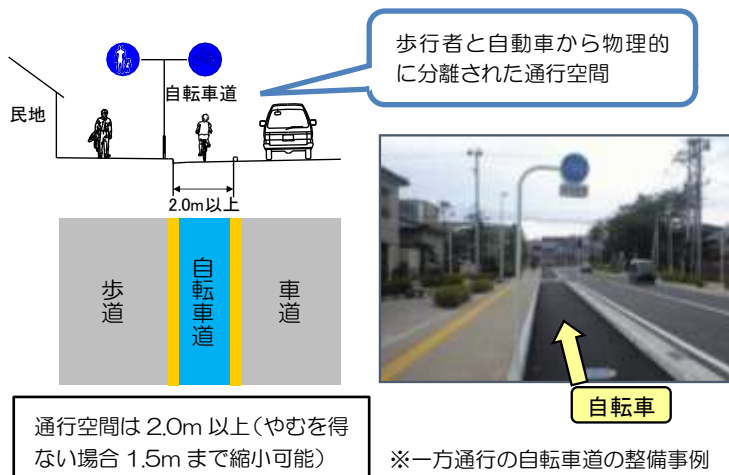 歩行者と自動車から物理的
に分離された通行空間
自転車道
民地
2.0m以上
歩道
自転車道
車道
自転車
通行空間は 2.0m 以上（やむを得
ない場合 1.5m まで縮小可能）
※一方通行の自転車道の整備事例